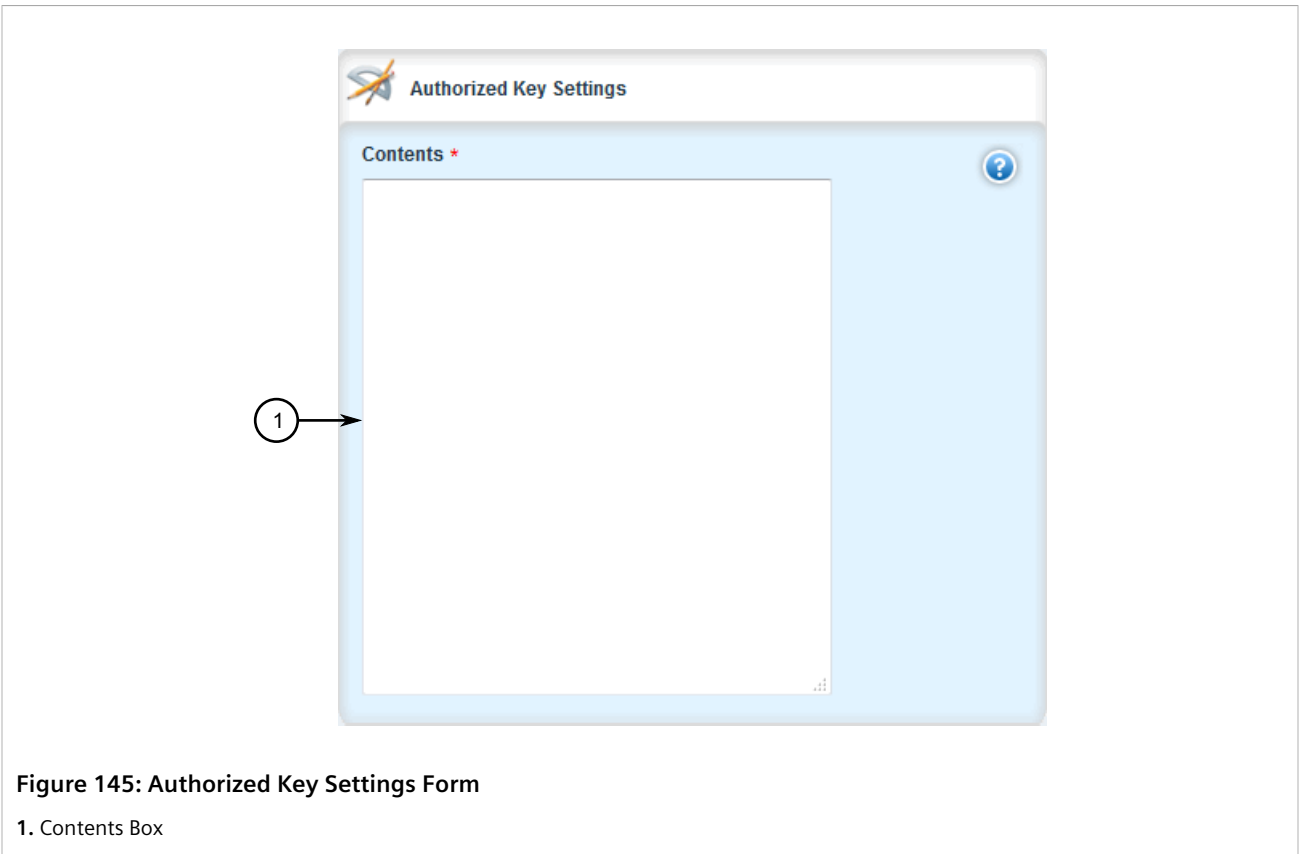 Authorized Key Settings
Contents *
?
1
Figure 145: Authorized Key Settings Form
1. Contents Box